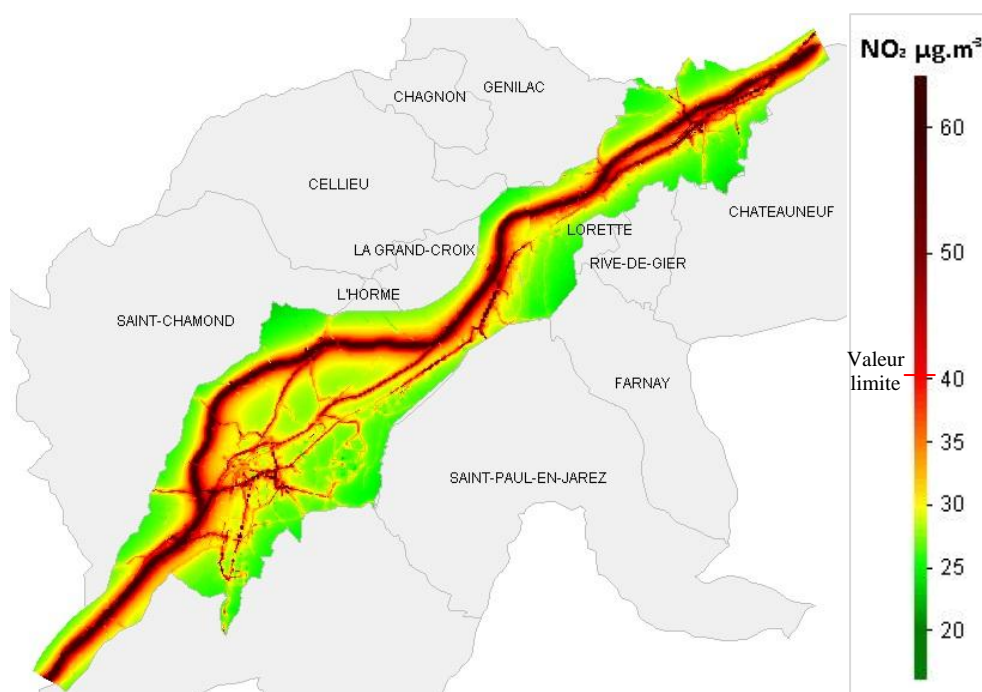 NO₂ µg.m⁻³
GENILAC
CHAGNON
60
CELLIEU
CHATEAUNEUF
LORETTE
LA GRAND-CROIX
50
RIVE-DE-GIER
L'HORME
SAINT-CHAMOND
Valeur
limite
40
FARNAY
35
SAINT-PAUL-EN-JAREZ
30
25
20